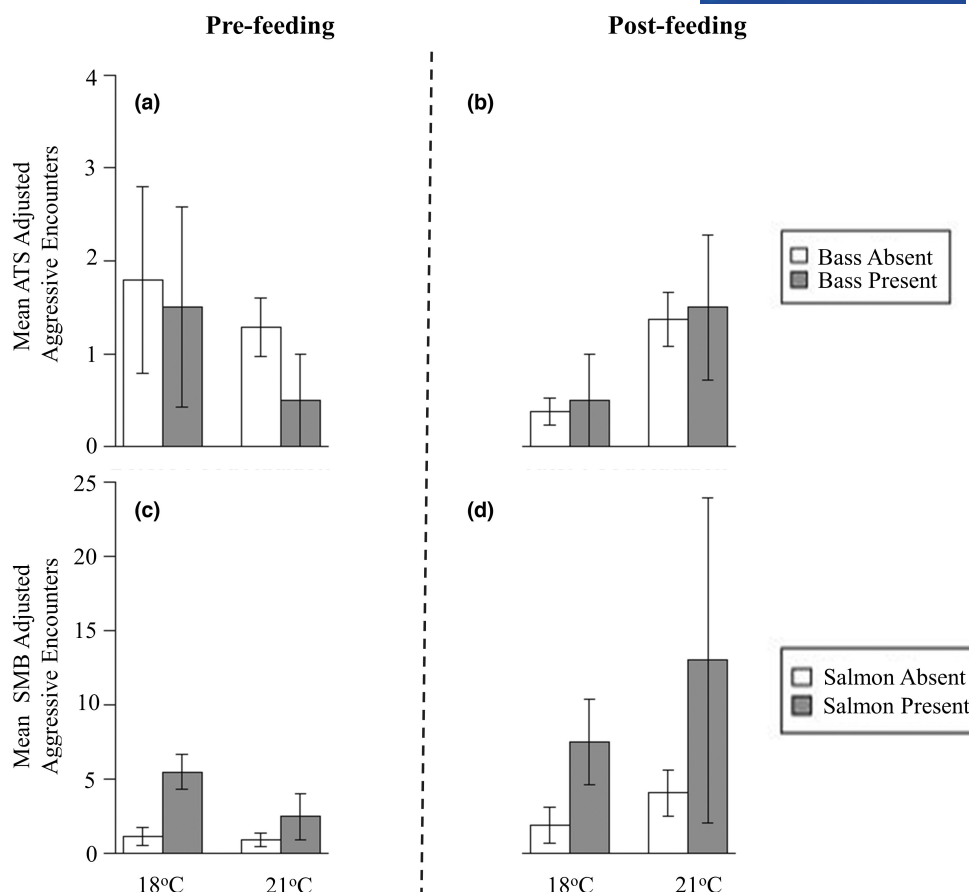 Pre-feeding
Post-feeding
(a)
(b)
Mean ATS Adjusted
Aggressive Encounters
4
3
2
1
0
Bass Absent
Bass Present
(c)
(d)
Mean SMB Adjusted
Aggressive Encounters
25
20
15
10
5
0
Salmon Absent
Salmon Present
18°C
21°C
18°C
21°C